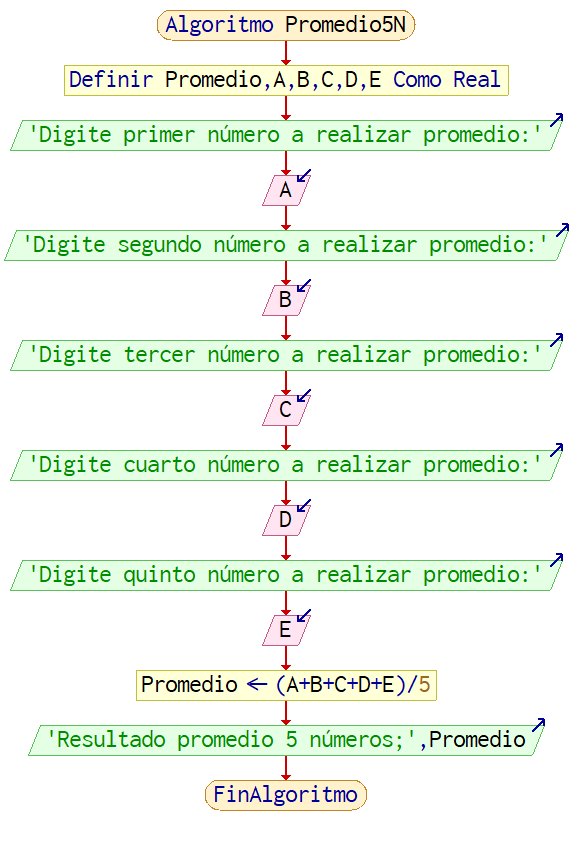 Algoritmo Promedio5N
Definir Promedio,A,B,C,D,E Como Real
'Digite primer número a realizar promedio:'
A
'Digite segundo número a realizar promedio:'
B
'Digite tercer número a realizar promedio:'
C
'Digite cuarto número a realizar promedio:'
D
'Digite quinto número a realizar promedio:'
E
Promedio ← (A+B+C+D+E)/5
'Resultado promedio 5 números;',Promedio
FinAlgoritmo